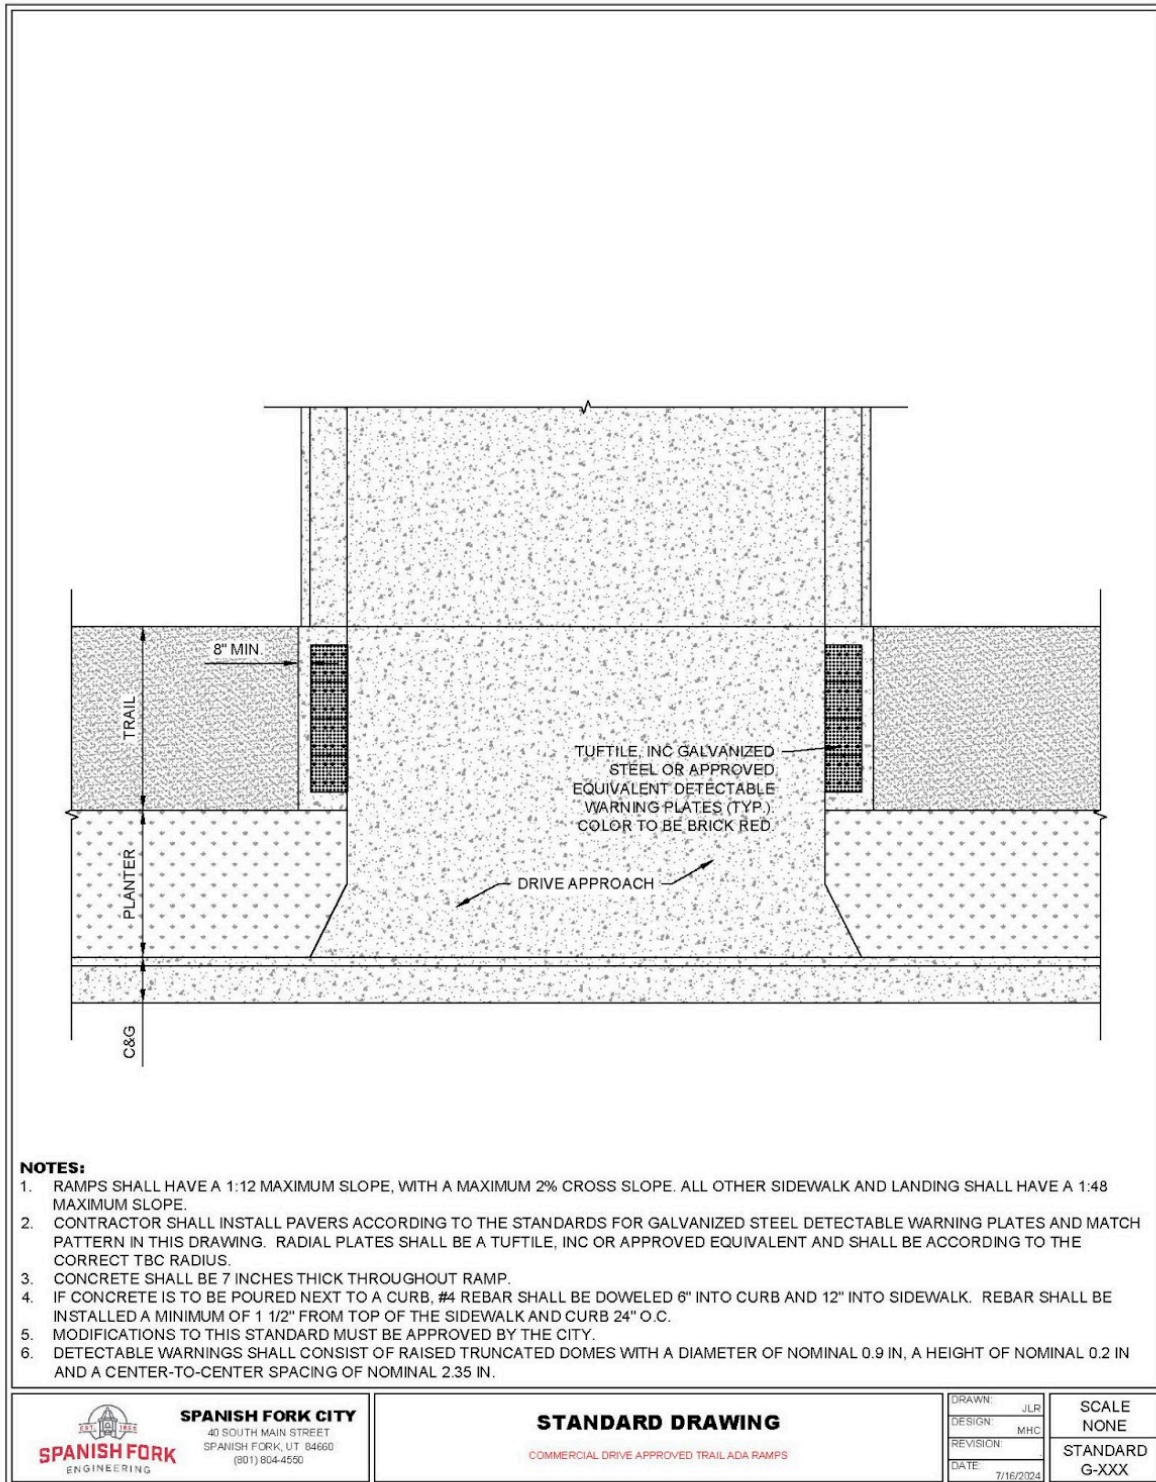 8" MIN.
TRAIL
TUFTILE, INC GALVANIZED
STEEL OR APPROVED
EQUIVALENT DETECTABLE
WARNING PLATES (TYP.).
COLOR TO BE BRICK RED.
PLANTER
DRIVE APPROACH
C&G
NOTES:
1. RAMPS SHALL HAVE A 1:12 MAXIMUM SLOPE, WITH A MAXIMUM 2% CROSS SLOPE. ALL OTHER SIDEWALK AND LANDING SHALL HAVE A 1:48
MAXIMUM SLOPE.
2. CONTRACTOR SHALL INSTALL PAVERS ACCORDING TO THE STANDARDS FOR GALVANIZED STEEL DETECTABLE WARNING PLATES AND MATCH
PATTERN IN THIS DRAWING. RADIAL PLATES SHALL BE A TUFTILE, INC OR APPROVED EQUIVALENT AND SHALL BE ACCORDING TO THE
CORRECT TBC RADIUS.
3. CONCRETE SHALL BE 7 INCHES THICK THROUGHOUT RAMP.
4. IF CONCRETE IS TO BE POURED NEXT TO A CURB, #4 REBAR SHALL BE DOWELED 6" INTO CURB AND 12" INTO SIDEWALK. REBAR SHALL BE
INSTALLED A MINIMUM OF 1 1/2" FROM TOP OF THE SIDEWALK AND CURB 24" O.C.
5. MODIFICATIONS TO THIS STANDARD MUST BE APPROVED BY THE CITY.
6. DETECTABLE WARNINGS SHALL CONSIST OF RAISED TRUNCATED DOMES WITH A DIAMETER OF NOMINAL 0.9 IN, A HEIGHT OF NOMINAL 0.2 IN
AND A CENTER-TO-CENTER SPACING OF NOMINAL 2.35 IN.
EST. 1855
SPANISH FORK
ENGINEERING
SPANISH FORK CITY
40 SOUTH MAIN STREET
SPANISH FORK, UT 84660
(801) 804-4550
STANDARD DRAWING
COMMERCIAL DRIVE APPROVED TRAIL ADA RAMPS
DRAWN: JLR
DESIGN: MHC
REVISION: .
DATE: 7/16/2024
SCALE
NONE
STANDARD
G-XXX